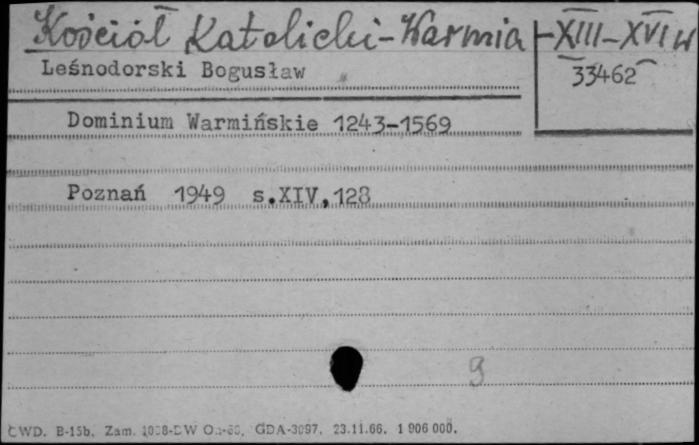 Kościół Katolicki-Warmia -XIII-XVI w
Leśnodorski Bogusław
33462
Dominium Warmińskie 1243-1569
Poznań 1949 s.XIV,128
9
CWD. B-15b. Zam. GDA-3097. 23.11.66. 1 906 000.